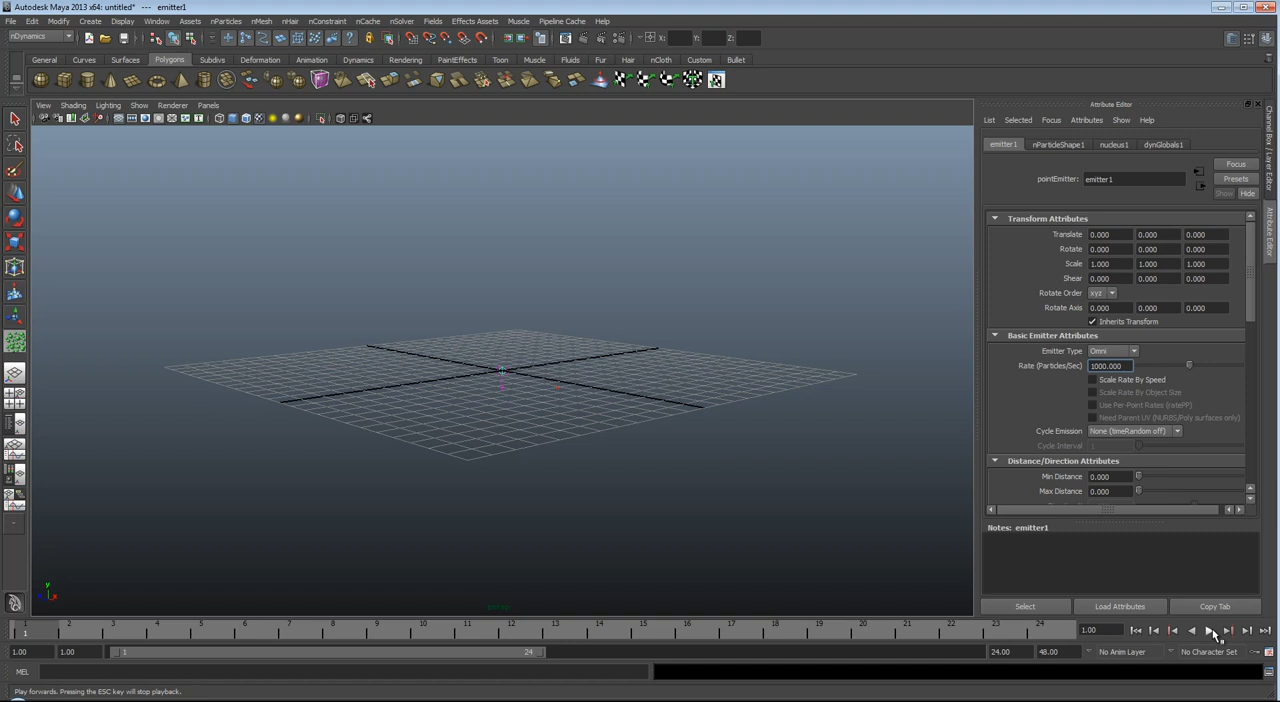 Autodesk Maya 2013 x64: untitled* --- emitter1
File Edit Modify Create Display Window Assets nParticles nMesh nHair nConstraint nCache nSolver Fields Effects Assets Muscle Pipeline Cache Help
nDynamics X: Y: Z:
General Curves Surfaces Polygons Subdivs Deformation Animation Dynamics Rendering PaintEffects Toon Muscle Fluids Fur Hair nCloth Custom Bullet
View Shading Lighting Show Renderer Panels
Attribute Editor
List Selected Focus Attributes Show Help
emitter1 nParticleShape1 nucleus1 dynGlobals1
Focus
pointEmitter: emitter1 Presets
Show Hide
Transform Attributes
Translate 0.000 0.000 0.000
Rotate 0.000 0.000 0.000
Scale 1.000 1.000 1.000
Shear 0.000 0.000 0.000
Rotate Order xyz
Rotate Axis 0.000 0.000 0.000
Inherits Transform
Basic Emitter Attributes
Emitter Type Omni
Rate (Particles/Sec) 1000.000
Scale Rate By Speed
Scale Rate By Object Size
Use Per-Point Rates (ratePP)
Need Parent UV (NURBS/Poly surfaces only)
Cycle Emission None (timeRandom off)
Cycle Interval 1
Distance/Direction Attributes
Min Distance 0.000
Max Distance 0.000
Notes: emitter1
Select Load Attributes Copy Tab
Channel Box / Layer Editor
Attribute Editor
y
x
persp
1 2 3 4 5 6 7 8 9 10 11 12 13 14 15 16 17 18 19 20 21 22 23 24
1 1.00
1.00 1.00 1 24 24.00 48.00 No Anim Layer No Character Set
MEL
Play forwards. Pressing the ESC key will stop playback.